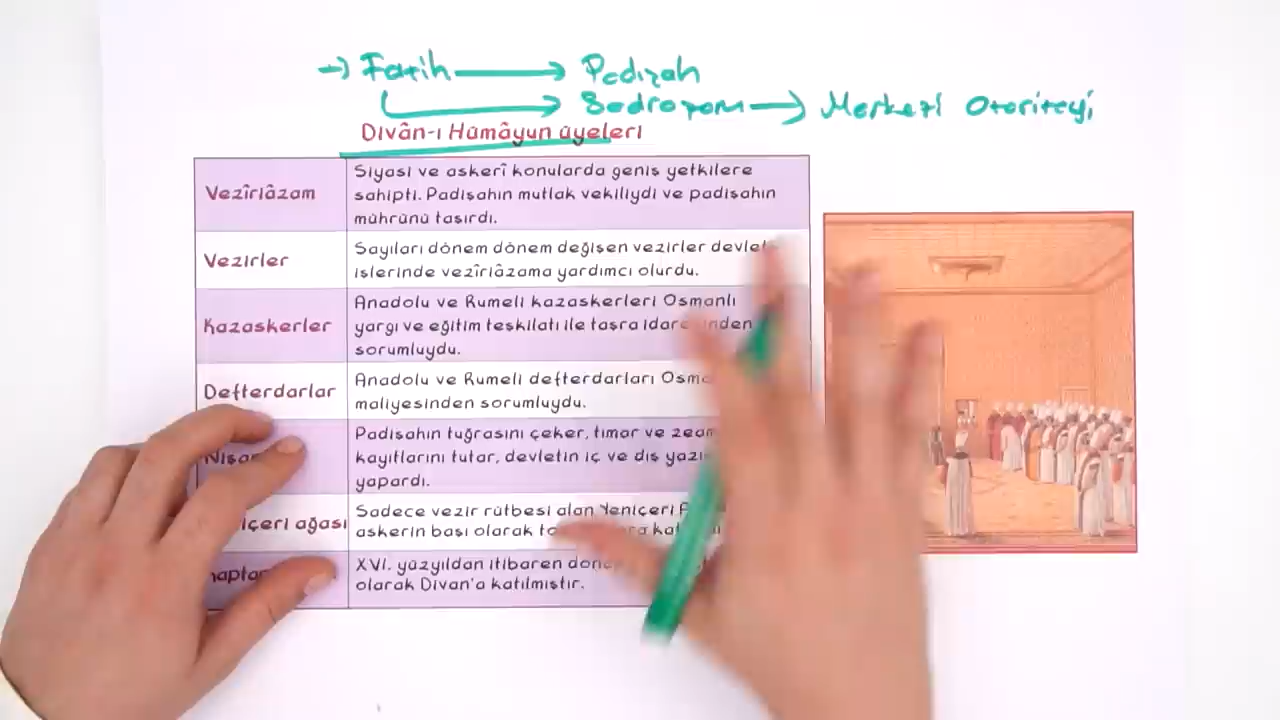 →) Fatih → Padişah
→ Sadrazam → Merkezi Otoriteyi
Dîvân-ı Hümâyun üyeleri
Vezîriâzam
Siyasi ve askerî konularda geniş yetkilere
sahipti. Padişahın mutlak vekiliydi ve padişahın
mührünü taşırdı.
Vezirler
Sayıları dönem dönem değişen vezirler devlet
işlerinde vezîriâzama yardımcı olurdu.
Kazaskerler
Anadolu ve Rumeli kazaskerleri Osmanlı
yargı ve eğitim teşkilatı ile taşra
sorumluydu.
Defterdarlar
Anadolu ve Rumeli defterdarları
maliyesinden sorumluydu.
Padişahın tuğrasını çeker, tımar ve
kayıtlarını tutar, devletin iç ve dış
yapardı.
ağası
Sadece vezir rütbesi alan Yeniçeri
askerin başı olarak
XVI. yüzyıldan itibaren
olarak Divan'a katılmıştır.